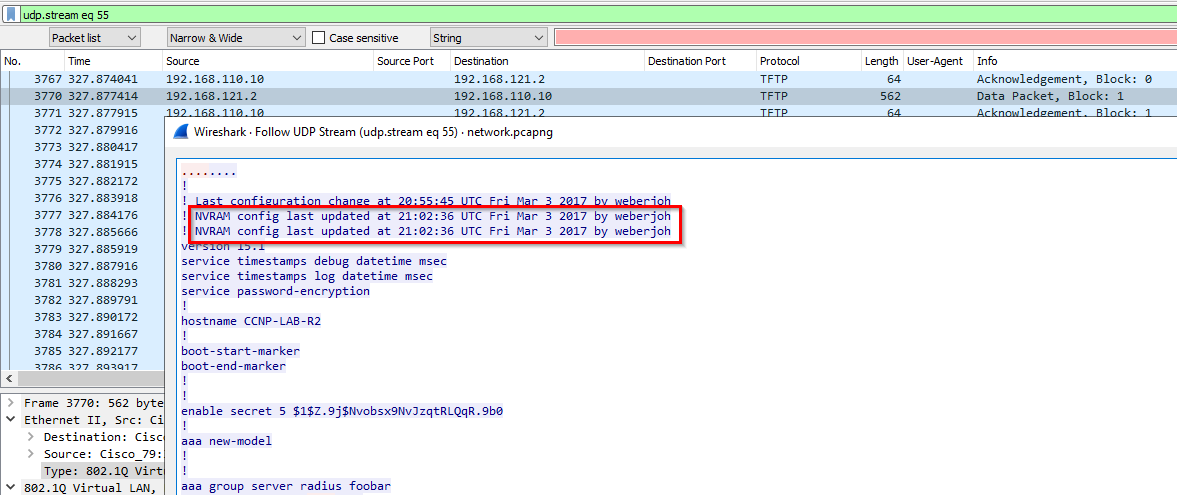 udp.stream eq 55
Packet list Narrow & Wide Case sensitive String
No. Time Source Source Port Destination Destination Port Protocol Length User-Agent Info
3767 327.874041 192.168.110.10 192.168.121.2 TFTP 64 Acknowledgement, Block: 0
3770 327.877414 192.168.121.2 192.168.110.10 TFTP 562 Data Packet, Block: 1
3771 327.877915 192.168.110.10 192.168.121.2 TFTP 64 Acknowledgement, Block: 1
3772 327.879916
3773 327.880417
3774 327.881915
3775 327.882172
3776 327.883918
3777 327.884176
3778 327.885666
3779 327.885919
3780 327.887916
3781 327.888293
3782 327.889791
3783 327.890172
3784 327.891667
3785 327.892177
3786 327.893917
Frame 3770: 562 byte
Ethernet II, Src: Ci
Destination: Cisc
Source: Cisco_79:
Type: 802.1Q Virt
802.1Q Virtual LAN,
Wireshark · Follow UDP Stream (udp.stream eq 55) · network.pcapng
........
!
! Last configuration change at 20:55:45 UTC Fri Mar 3 2017 by weberjoh
! NVRAM config last updated at 21:02:36 UTC Fri Mar 3 2017 by weberjoh
! NVRAM config last updated at 21:02:36 UTC Fri Mar 3 2017 by weberjoh
version 15.1
service timestamps debug datetime msec
service timestamps log datetime msec
service password-encryption
!
hostname CCNP-LAB-R2
!
boot-start-marker
boot-end-marker
!
!
enable secret 5 $1$Z.9j$Nvobsx9NvJzqtRLQqR.9b0
!
aaa new-model
!
!
aaa group server radius foobar